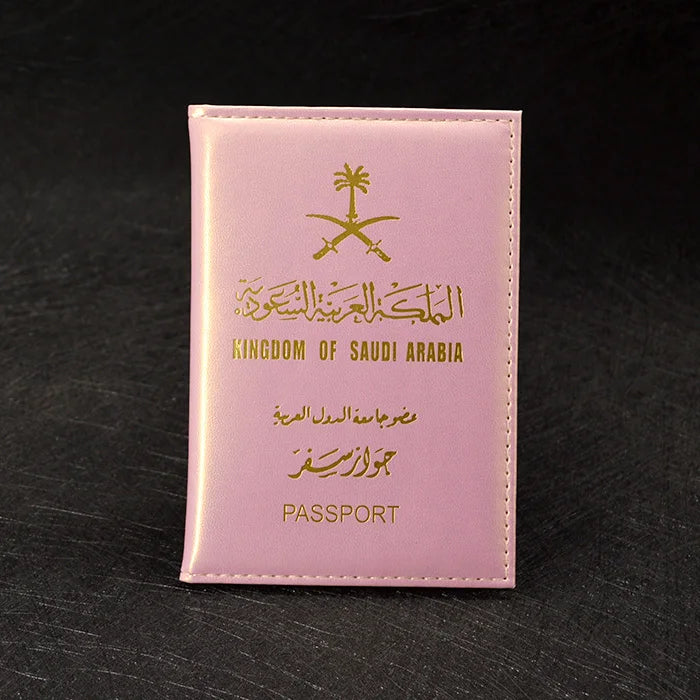 المملكة العربية السعودية
KINGDOM OF SAUDI ARABIA
عضو جامعة الدول العربية
جواز سفر
PASSPORT